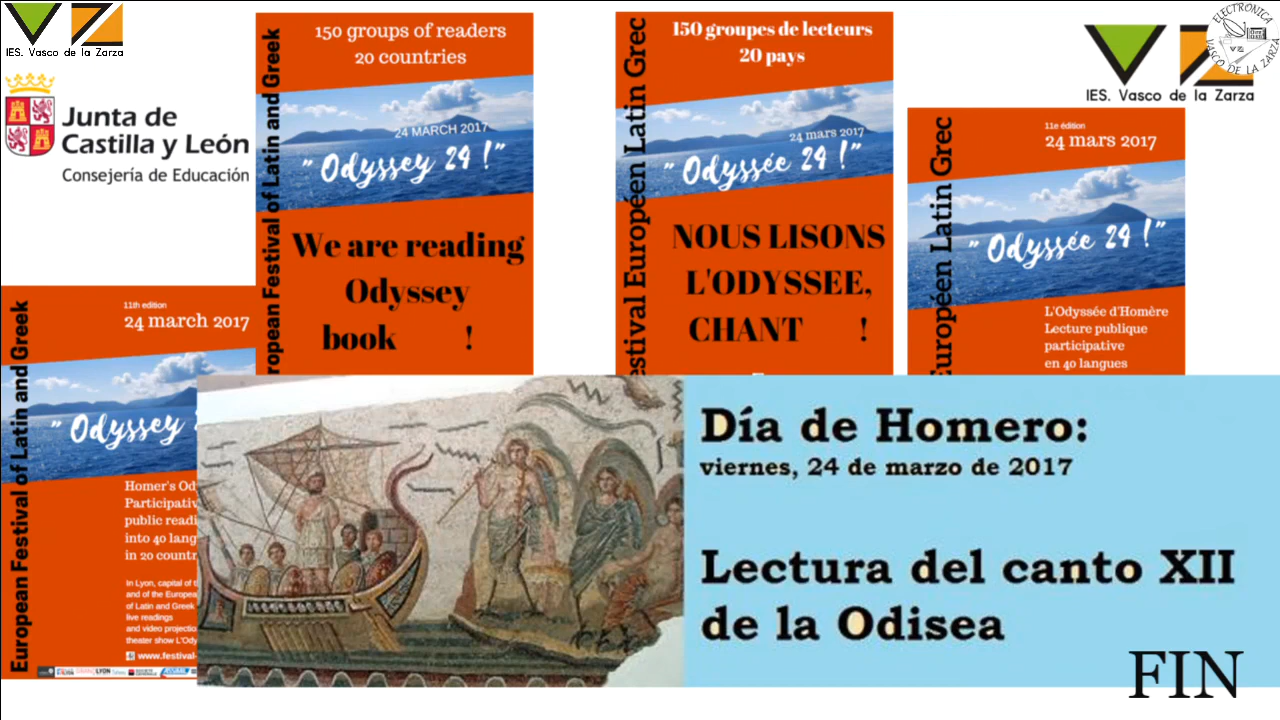 IES. Vasco de la Zarza
Junta de
Castilla y León
Consejería de Educación
European Festival of Latin and Greek
11th edition
24 march 2017
" Odyssey
Homer's Od
Participativ
public readi
into 40 lang
in 20 countr
In Lyon, capital of t
and of the Europea
of Latin and Greek
live readings
and video projectio
theater show L'Ody
www.festival-
ropean Festival of Latin and Greek
150 groups of readers
20 countries
24 MARCH 2017
" Odyssey 24 !"
We are reading
Odyssey
book !
estival Européen Latin Grec
150 groupes de lecteurs
20 pays
24 mars 2017
" Odyssée 24 !"
NOUS LISONS
L'ODYSSEE,
CHANT !
IES. Vasco de la Zarza
ELECTRONICA
VASCO DE LA ZARZA
Européen Latin Grec
11e édition
24 mars 2017
" Odyssée 24 !"
L'Odyssée d'Homère
Lecture publique
participative
en 40 langues
Día de Homero:
viernes, 24 de marzo de 2017
Lectura del canto XII
de la Odisea
FIN